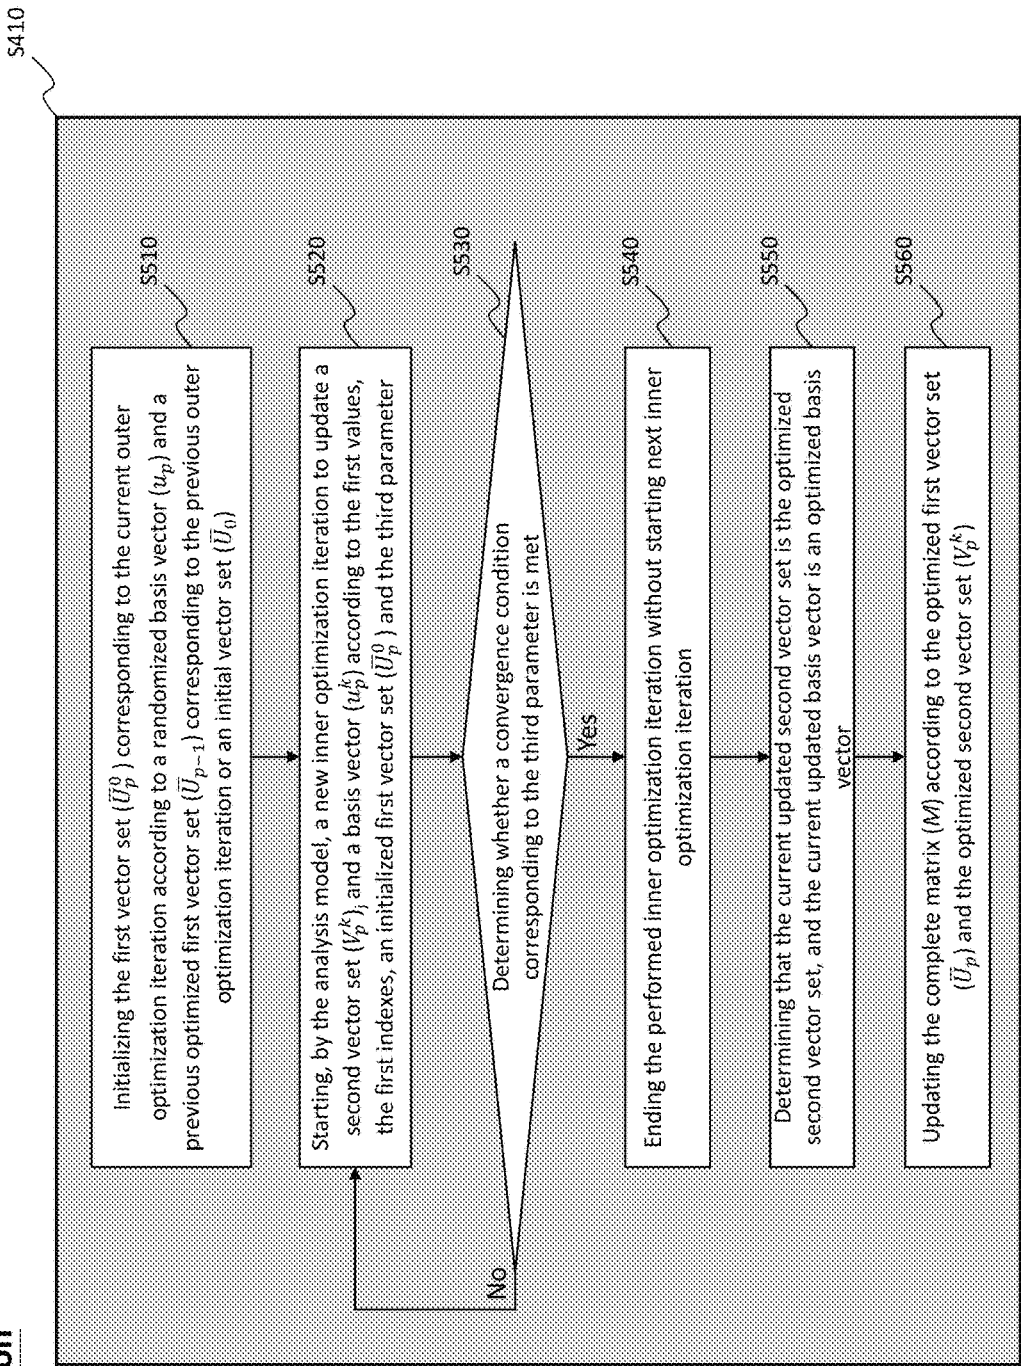 S410
S510
Initializing the first vector set (Ū_p^0) corresponding to the current outer
optimization iteration according to a randomized basis vector (u_p) and a
previous optimized first vector set (Ū_{p−1}) corresponding to the previous outer
optimization iteration or an initial vector set (Ū_0)
S520
Starting, by the analysis model, a new inner optimization iteration to update a
second vector set (V_p^k)_j and a basis vector (u_p^k) according to the first values,
the first indexes, an initialized first vector set (Ū_p^0) and the third parameter
S530
Determining whether a convergence condition
corresponding to the third parameter is met
No
Yes
S540
Ending the performed inner optimization iteration without starting next inner
optimization iteration
S550
Determining that the current updated second vector set is the optimized
second vector set, and the current updated basis vector is an optimized basis
vector
S560
Updating the complete matrix (M) according to the optimized first vector set
(Ū_p) and the optimized second vector set (V_p^k)